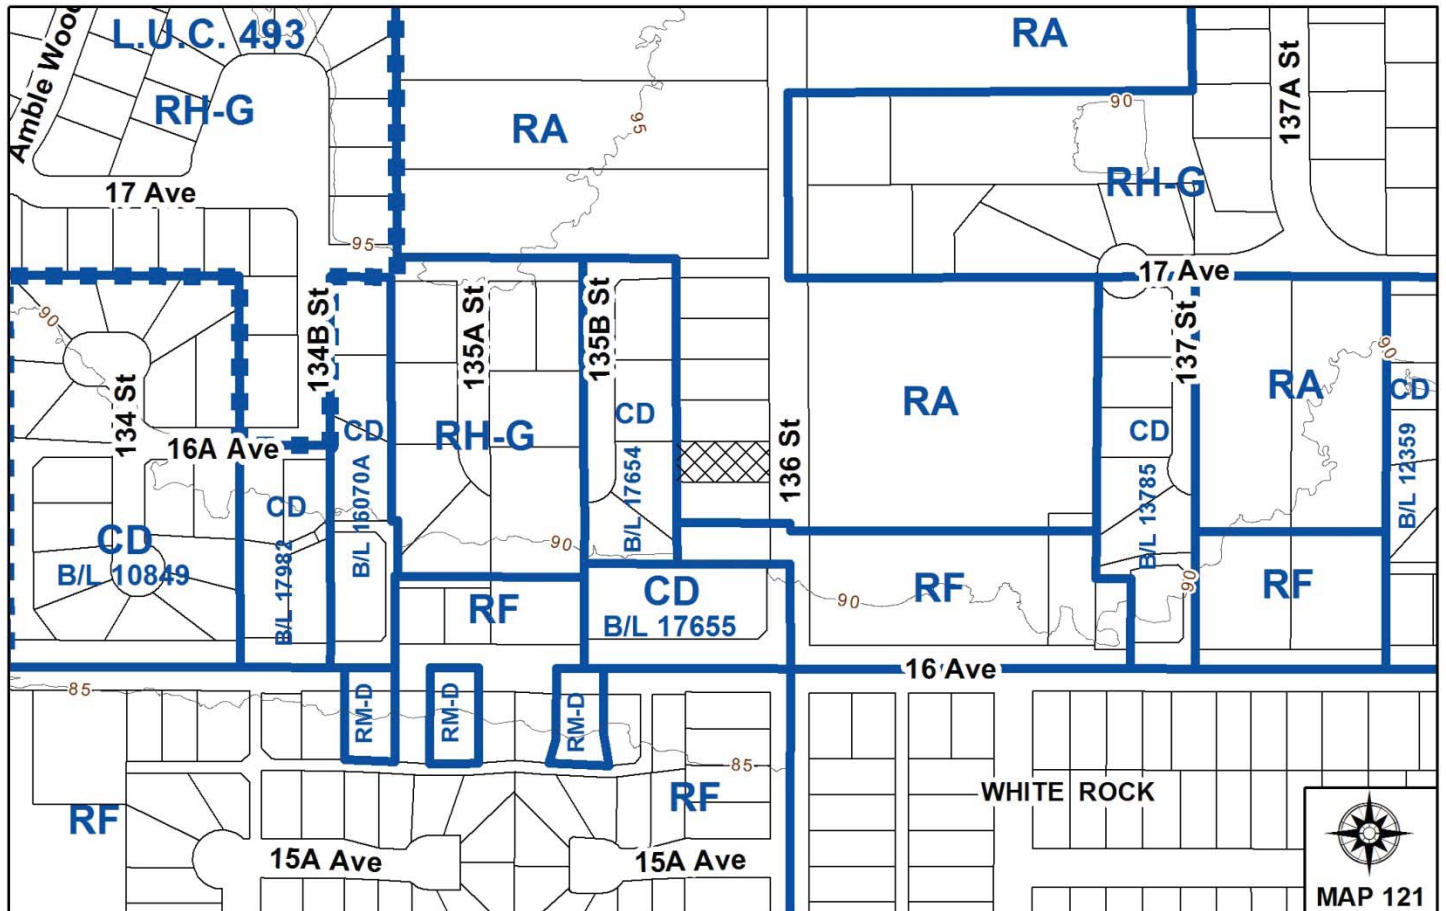 L.U.C. 493
RA
Amble Wood
137A St
RH-G
RA
95
90
17 Ave
RH-G
95
17 Ave
90
134B St
135A St
135B St
137 St
90
134 St
RA
RA
CD
CD
CD
CD
16A Ave
RH-G
136 St
B/L 16070A
B/L 17654
B/L 13785
B/L 12359
CD
CD
B/L 10849
B/L 17982
90
RF
CD
B/L 17655
90
RF
90
RF
16 Ave
85
RM-D
RM-D
RM-D
85
RF
RF
WHITE ROCK
15A Ave
15A Ave
MAP 121